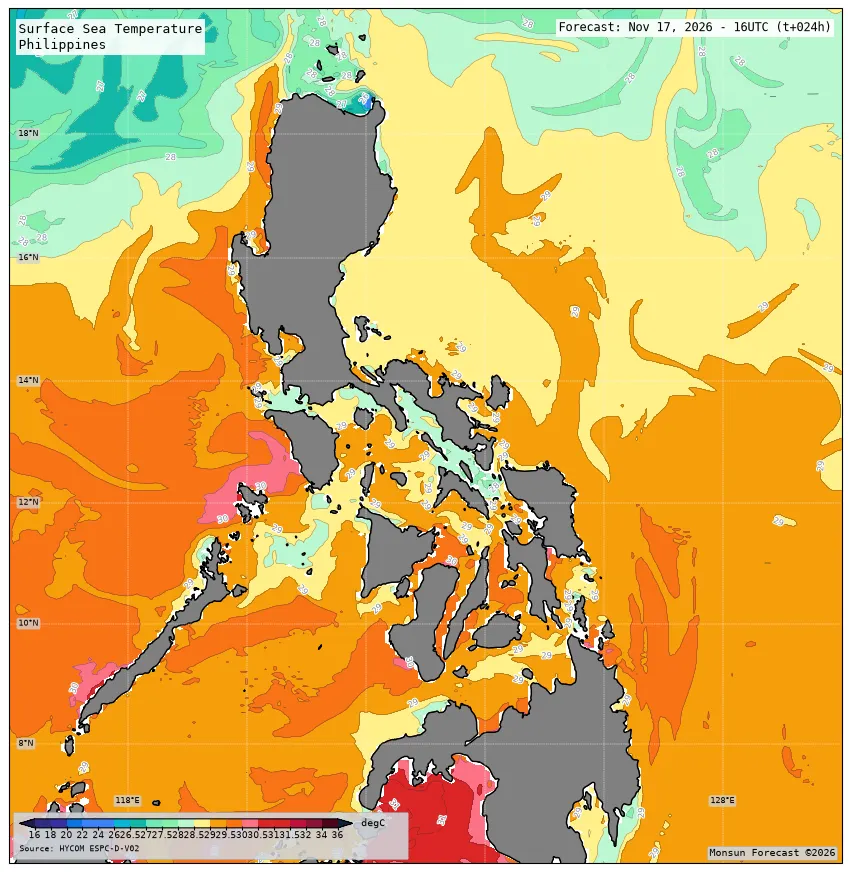 Surface Sea Temperature
Philippines
Forecast: Nov 17, 2026 - 16UTC (t+024h)
18°N
16°N
14°N
12°N
10°N
8°N
118°E
128°E
degC
16 18 20 22 24 26 26.5 27 27.5 28 28.5 29 29.5 30 30.5 31 31.5 32 34 36
Source: HYCOM ESPC-D-V02
Monsun Forecast ©2026